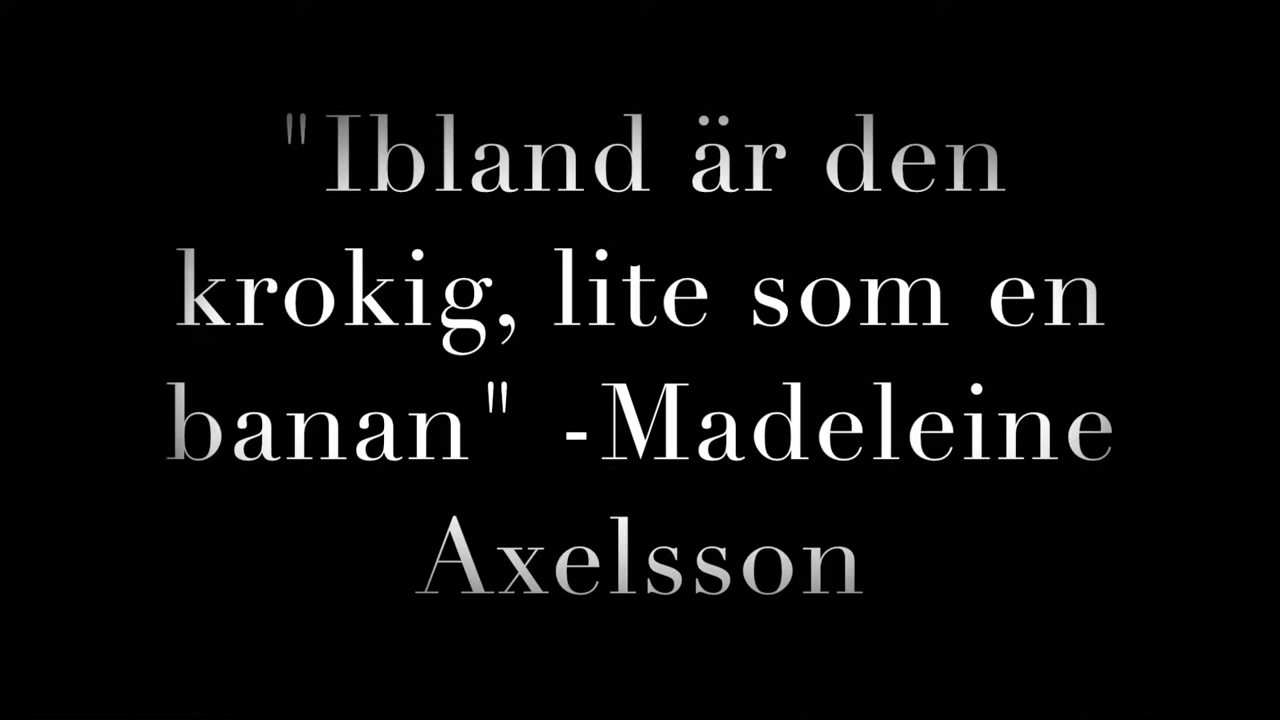 "Ibland är den
krokig, lite som en
banan" -Madeleine
Axelsson